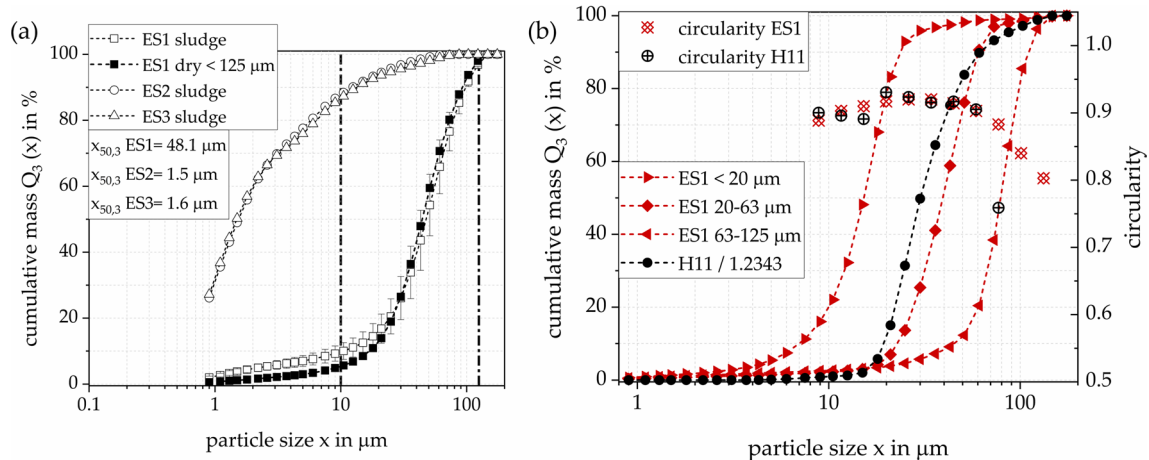 (a)
ES1 sludge
ES1 dry < 125 µm
ES2 sludge
ES3 sludge
x50,3 ES1= 48.1 µm
x50,3 ES2= 1.5 µm
x50,3 ES3= 1.6 µm
cumulative mass Q3 (x) in %
100
80
60
40
20
0
0.1
1
10
100
particle size x in µm
(b)
circularity ES1
circularity H11
ES1 < 20 µm
ES1 20-63 µm
ES1 63-125 µm
H11 / 1.2343
cumulative mass Q3 (x) in %
100
80
60
40
20
0
1
10
100
particle size x in µm
1.0
0.9
0.8
0.7
0.6
0.5
circularity